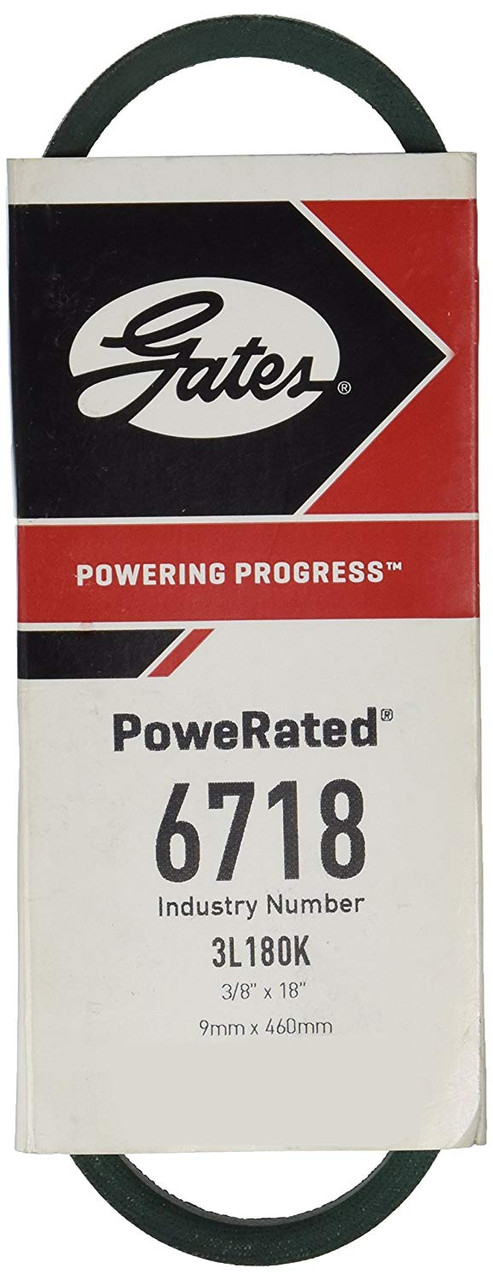 Gates®
POWERING PROGRESS™
PoweRated®
6718
Industry Number
3L180K
3/8" x 18"
9mm x 460mm